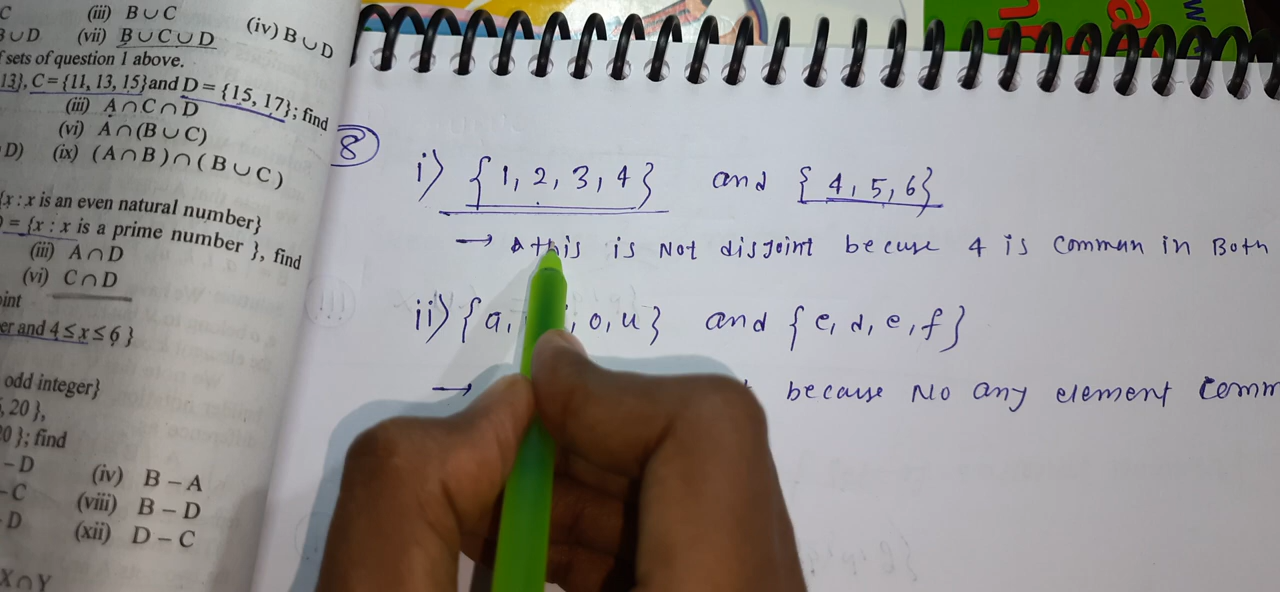 C (iii) B ∪ C (iv) B ∪ D
B ∪ D (vii) B ∪ C ∪ D
sets of question 1 above.
13}, C = {11, 13, 15} and D = {15, 17}; find
(iii) A ∩ C ∩ D
(vi) A ∩ (B ∪ C)
D) (ix) (A ∩ B) ∩ (B ∪ C)
{x : x is an even natural number}
= {x : x is a prime number }, find
(iii) A ∩ D
(vi) C ∩ D
oint
er and 4 ≤ x ≤ 6 }
odd integer}
, 20 },
20 }; find
– D (iv) B – A
– C (viii) B – D
– D (xii) D – C
X ∩ Y
8
i) {1, 2, 3, 4} and {4, 5, 6}
→ this is Not disjoint becuse 4 is comman in Both
ii) {a, , o, u} and {c, d, e, f}
→ because No any element comm